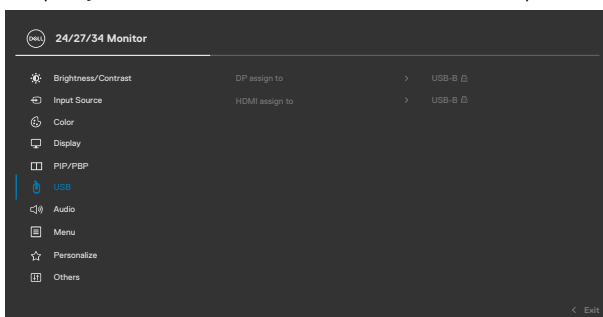 DELL
24/27/34 Monitor
Brightness/Contrast
DP assign to > USB-B
Input Source
HDMI assign to > USB-B
Color
Display
PIP/PBP
USB
Audio
Menu
Personalize
Others
< Exit